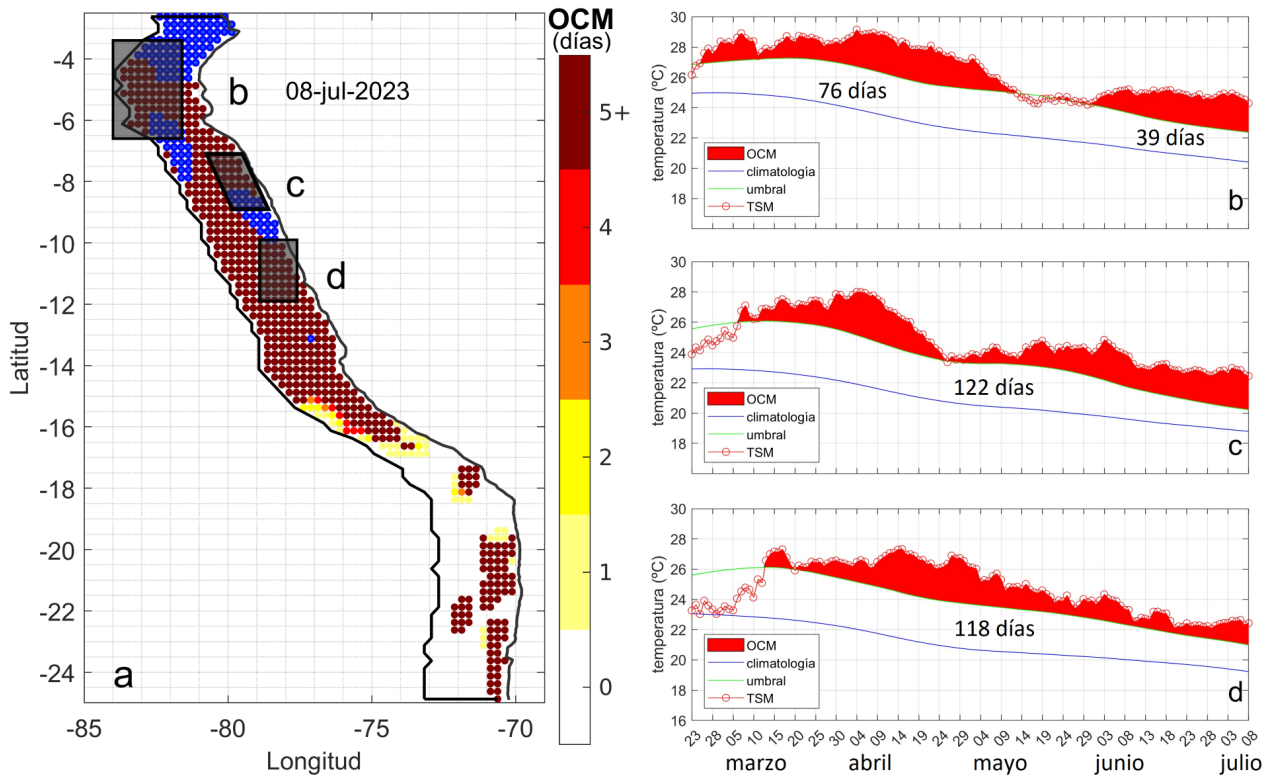 OCM
(días)
5+
4
3
2
1
0
08-jul-2023
b
c
d
a
-4
-6
-8
-10
-12
-14
-16
-18
-20
-22
-24
Latitud
-85
-80
-75
-70
Longitud
30
28
26
24
22
20
18
temperatura (ºC)
76 días
39 días
OCM
climatología
umbral
TSM
b
30
28
26
24
22
20
18
temperatura (ºC)
122 días
OCM
climatología
umbral
TSM
c
30
28
26
24
22
20
18
16
temperatura (ºC)
118 días
OCM
climatología
umbral
TSM
d
23 28 05 10 15 20 25 30 04 09 14 19 24 29 04 09 14 19 24 29 03 08 13 18 23 28 03 08
marzo abril mayo junio julio